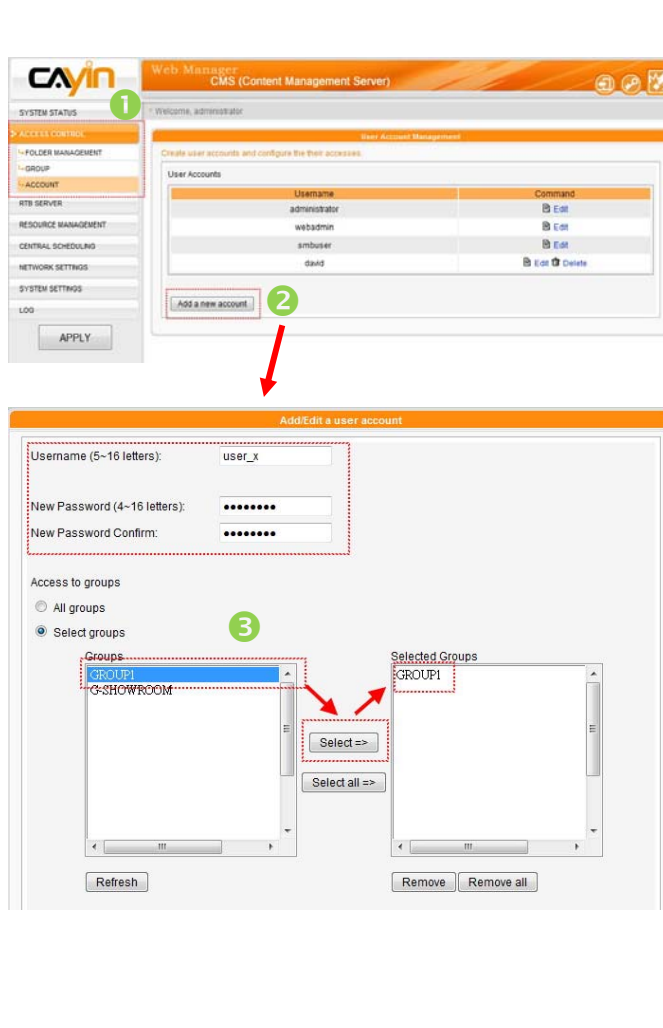 CAYIN
Web Manager
CMS (Content Management Server)
1
SYSTEM STATUS
> ACCESS CONTROL
FOLDER MANAGEMENT
GROUP
ACCOUNT
RTB SERVER
RESOURCE MANAGEMENT
CENTRAL SCHEDULING
NETWORK SETTINGS
SYSTEM SETTINGS
LOG
APPLY
Welcome, administrator
User Account Management
Create user accounts and configure the their accesses.
User Accounts
Username Command
administrator Edit
webadmin Edit
smbuser Edit
david Edit Delete
Add a new account
2
Add/Edit a user account
Username (5~16 letters): user_x
New Password (4~16 letters): ●●●●●●●●
New Password Confirm: ●●●●●●●●
Access to groups
All groups
Select groups
3
Groups Selected Groups
GROUP1 GROUP1
G-SHOWROOM
Select =>
Select all =>
Refresh Remove Remove all